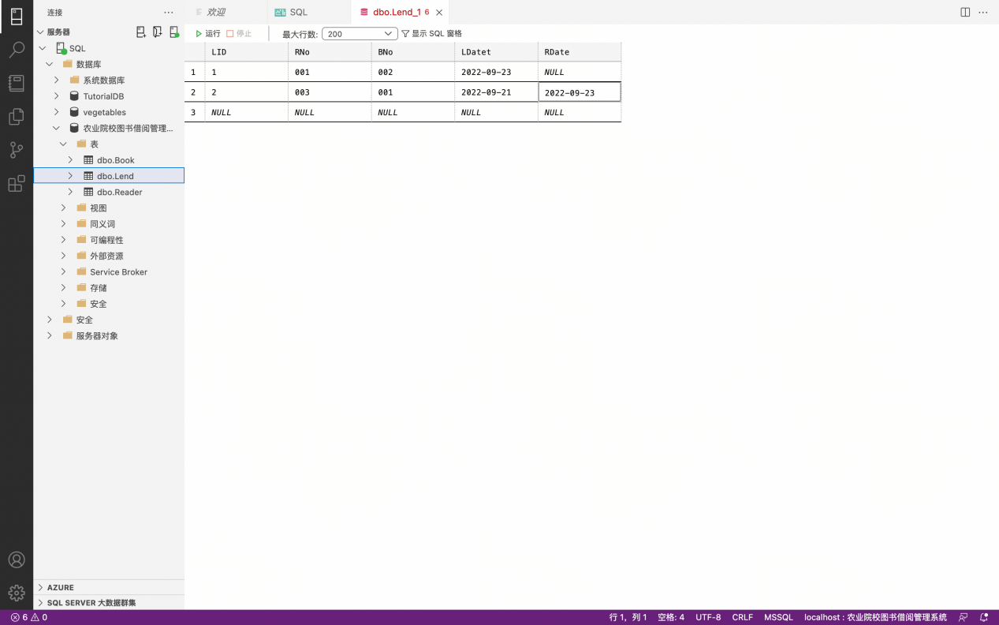 连接
欢迎
SQL
dbo.Lend_1 6
服务器
运行 停止 最大行数: 200 显示 SQL 窗格
SQL
数据库
系统数据库
TutorialDB
vegetables
农业院校图书借阅管理...
表
dbo.Book
dbo.Lend
dbo.Reader
视图
同义词
可编程性
外部资源
Service Broker
存储
安全
安全
服务器对象
LID RNo BNo LDatet RDate
1 1 001 002 2022-09-23 NULL
2 2 003 001 2022-09-21 2022-09-23
3 NULL NULL NULL NULL NULL
AZURE
SQL SERVER 大数据群集
6 0 行 1, 列 1 空格: 4 UTF-8 CRLF MSSQL localhost : 农业院校图书借阅管理系统